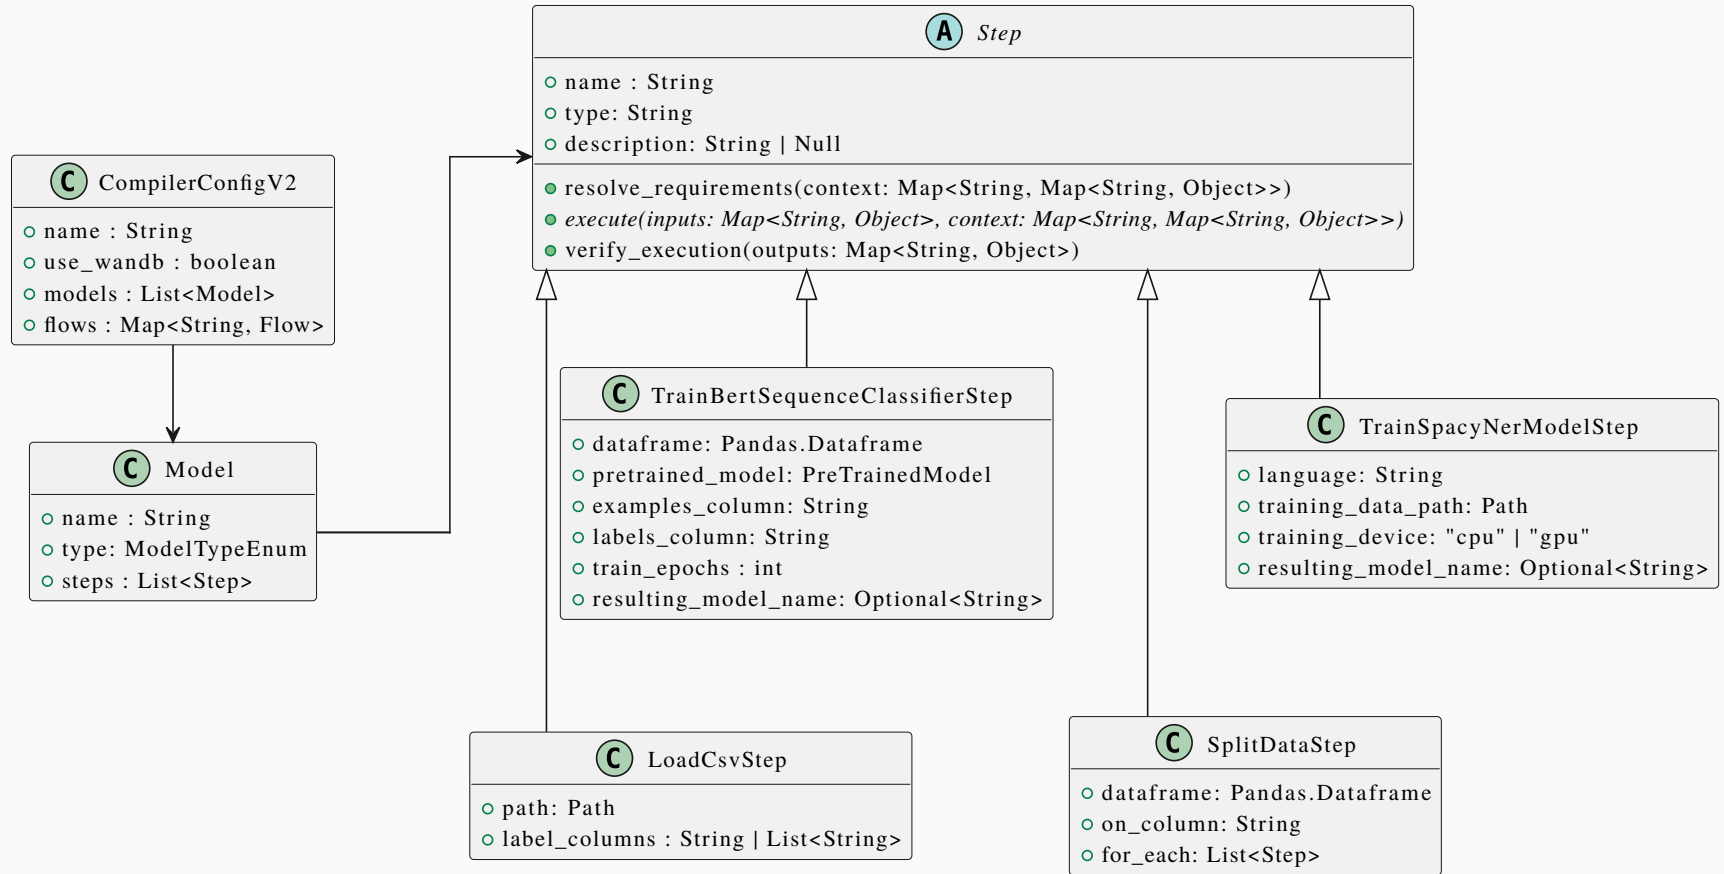 A Step
name : String
type: String
description: String | Null
resolve_requirements(context: Map<String, Map<String, Object>>)
execute(inputs: Map<String, Object>, context: Map<String, Map<String, Object>>)
verify_execution(outputs: Map<String, Object>)
C CompilerConfigV2
name : String
use_wandb : boolean
models : List<Model>
flows : Map<String, Flow>
C Model
name : String
type: ModelTypeEnum
steps : List<Step>
C TrainBertSequenceClassifierStep
dataframe: Pandas.Dataframe
pretrained_model: PreTrainedModel
examples_column: String
labels_column: String
train_epochs : int
resulting_model_name: Optional<String>
C TrainSpacyNerModelStep
language: String
training_data_path: Path
training_device: "cpu" | "gpu"
resulting_model_name: Optional<String>
C LoadCsvStep
path: Path
label_columns : String | List<String>
C SplitDataStep
dataframe: Pandas.Dataframe
on_column: String
for_each: List<Step>